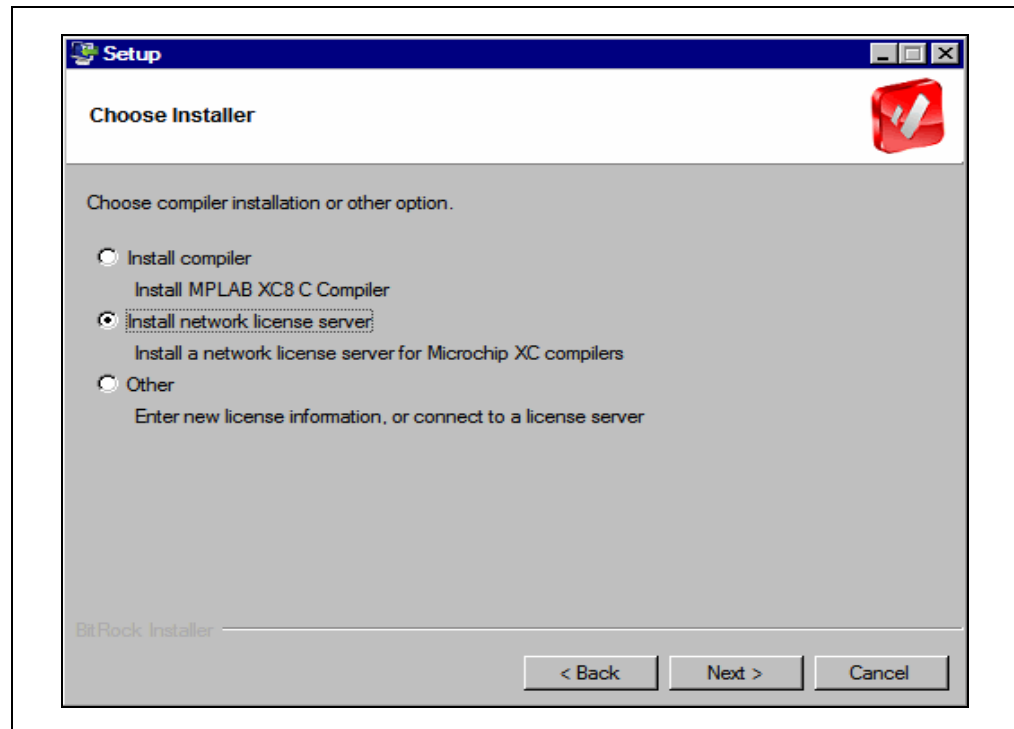 Setup
Choose Installer
Choose compiler installation or other option.
Install compiler
Install MPLAB XC8 C Compiler
Install network license server
Install a network license server for Microchip XC compilers
Other
Enter new license information, or connect to a license server
BitRock Installer
< Back Next > Cancel